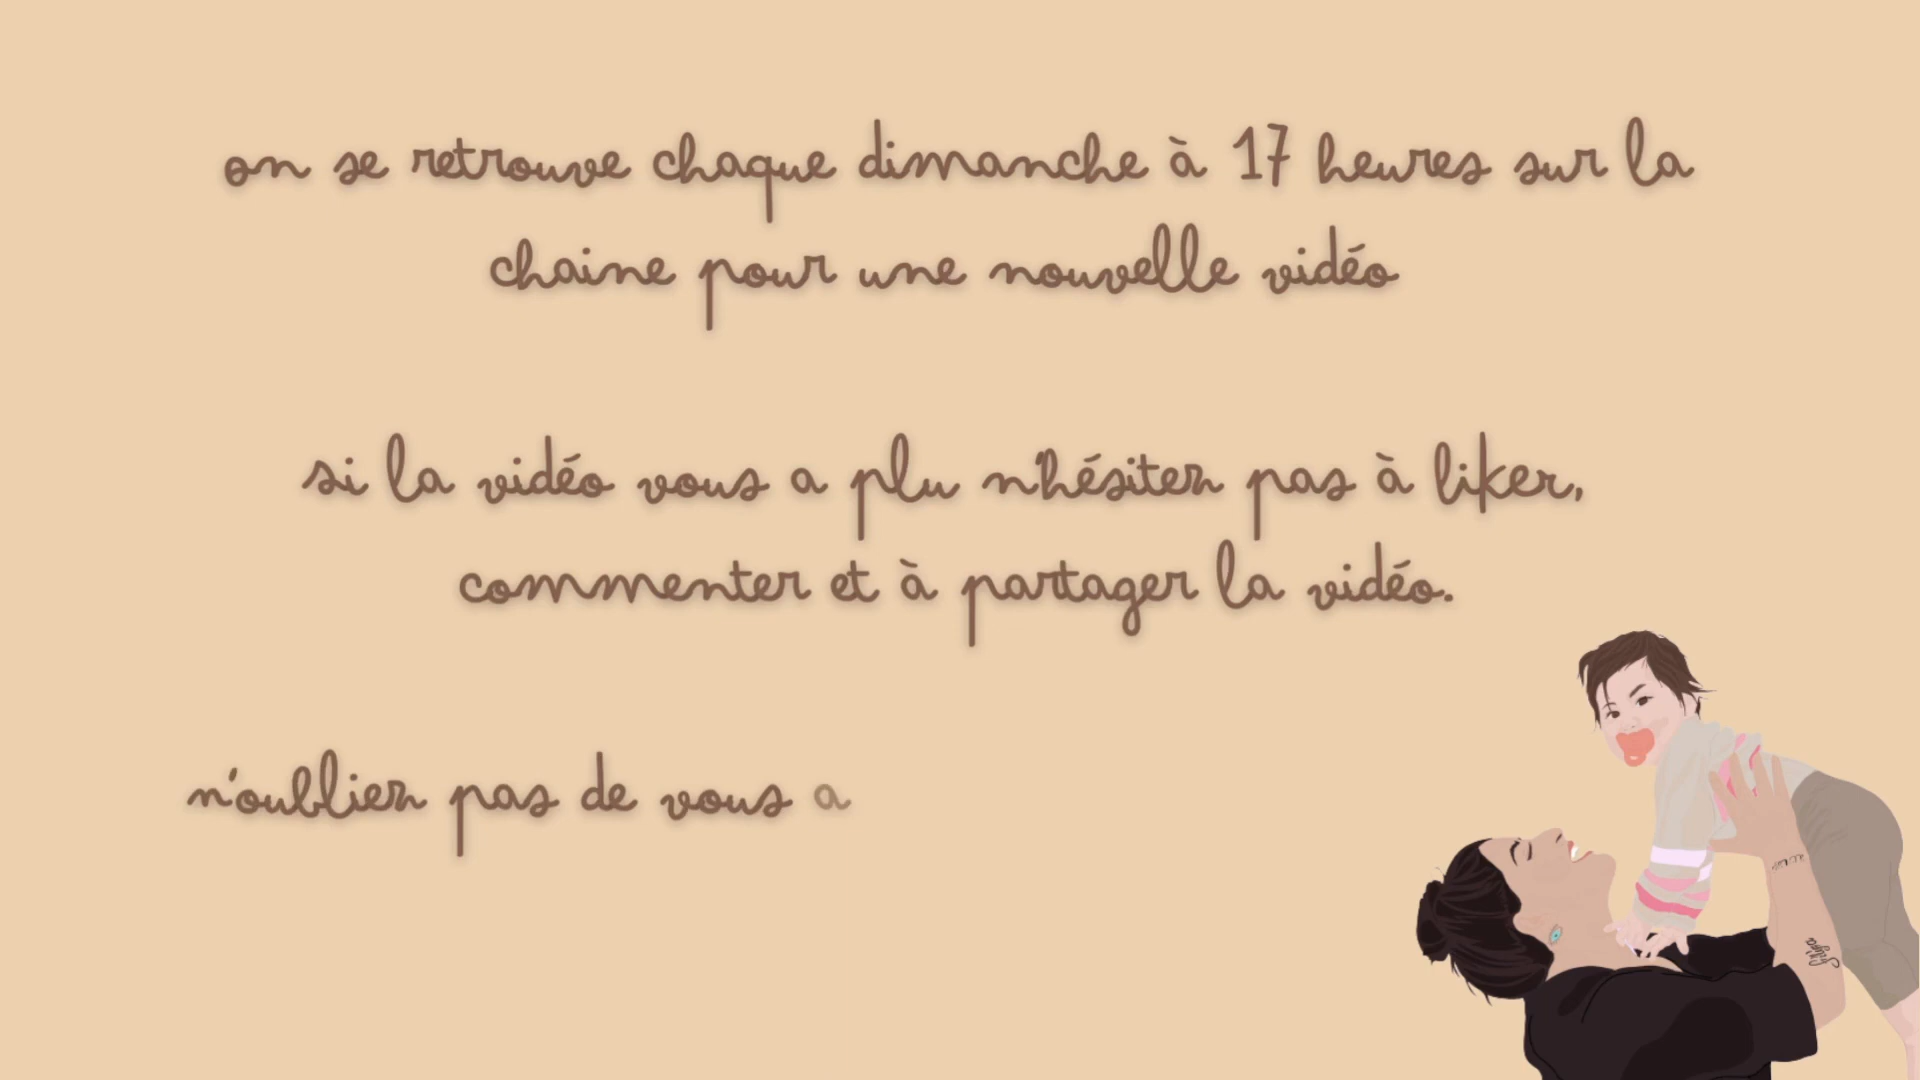 on se retrouve chaque dimanche à 17 heures sur la
chaine pour une nouvelle vidéo
si la vidéo vous a plu n'hésitez pas à liker,
commenter et à partager la vidéo.
n'oubliez pas de vous a